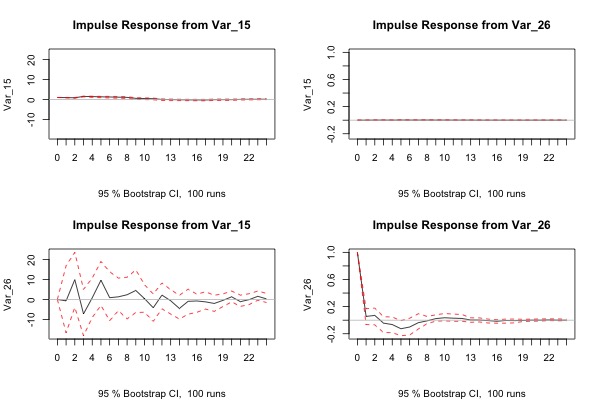 Impulse Response from Var_15
Var_15
-10 0 10 20
0 2 4 6 8 10 13 16 19 22
95 % Bootstrap CI, 100 runs
Impulse Response from Var_26
Var_15
-0.2 0.2 0.6 1.0
0 2 4 6 8 10 13 16 19 22
95 % Bootstrap CI, 100 runs
Impulse Response from Var_15
Var_26
-10 0 10 20
0 2 4 6 8 10 13 16 19 22
95 % Bootstrap CI, 100 runs
Impulse Response from Var_26
Var_26
-0.2 0.2 0.6 1.0
0 2 4 6 8 10 13 16 19 22
95 % Bootstrap CI, 100 runs